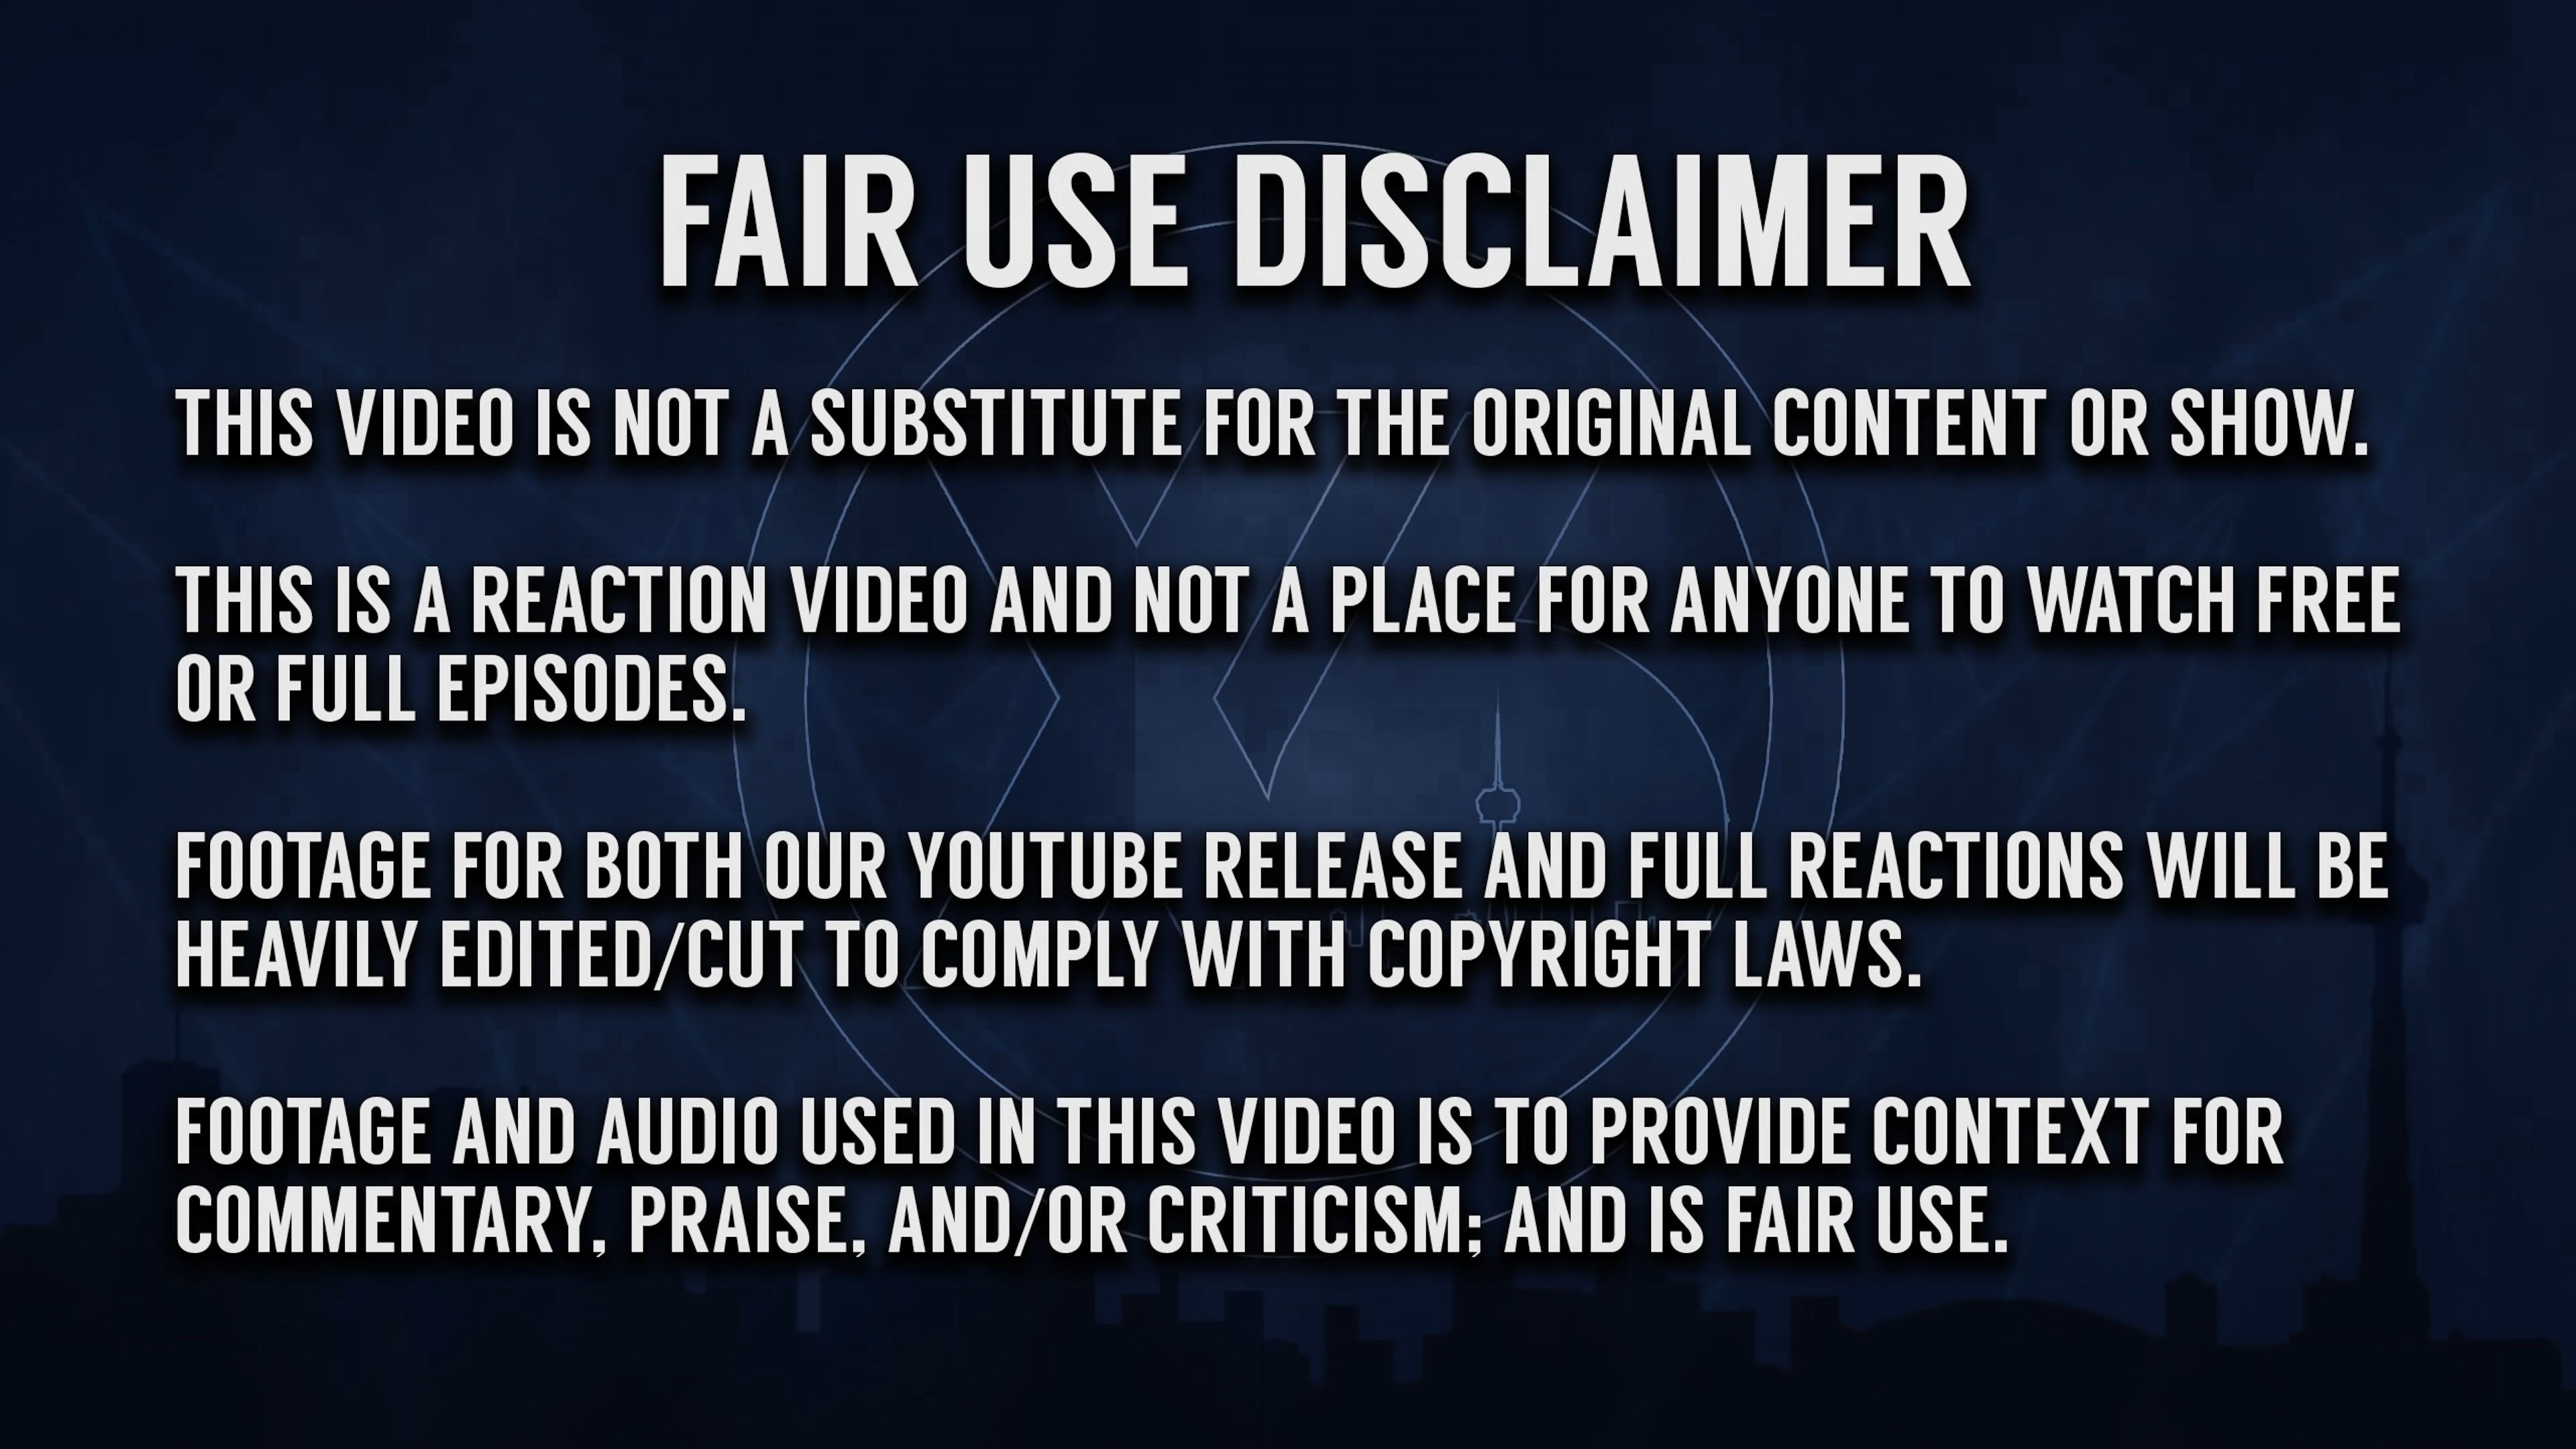 FAIR USE DISCLAIMER
THIS VIDEO IS NOT A SUBSTITUTE FOR THE ORIGINAL CONTENT OR SHOW.
THIS IS A REACTION VIDEO AND NOT A PLACE FOR ANYONE TO WATCH FREE
OR FULL EPISODES.
FOOTAGE FOR BOTH OUR YOUTUBE RELEASE AND FULL REACTIONS WILL BE
HEAVILY EDITED/CUT TO COMPLY WITH COPYRIGHT LAWS.
FOOTAGE AND AUDIO USED IN THIS VIDEO IS TO PROVIDE CONTEXT FOR
COMMENTARY, PRAISE, AND/OR CRITICISM; AND IS FAIR USE.